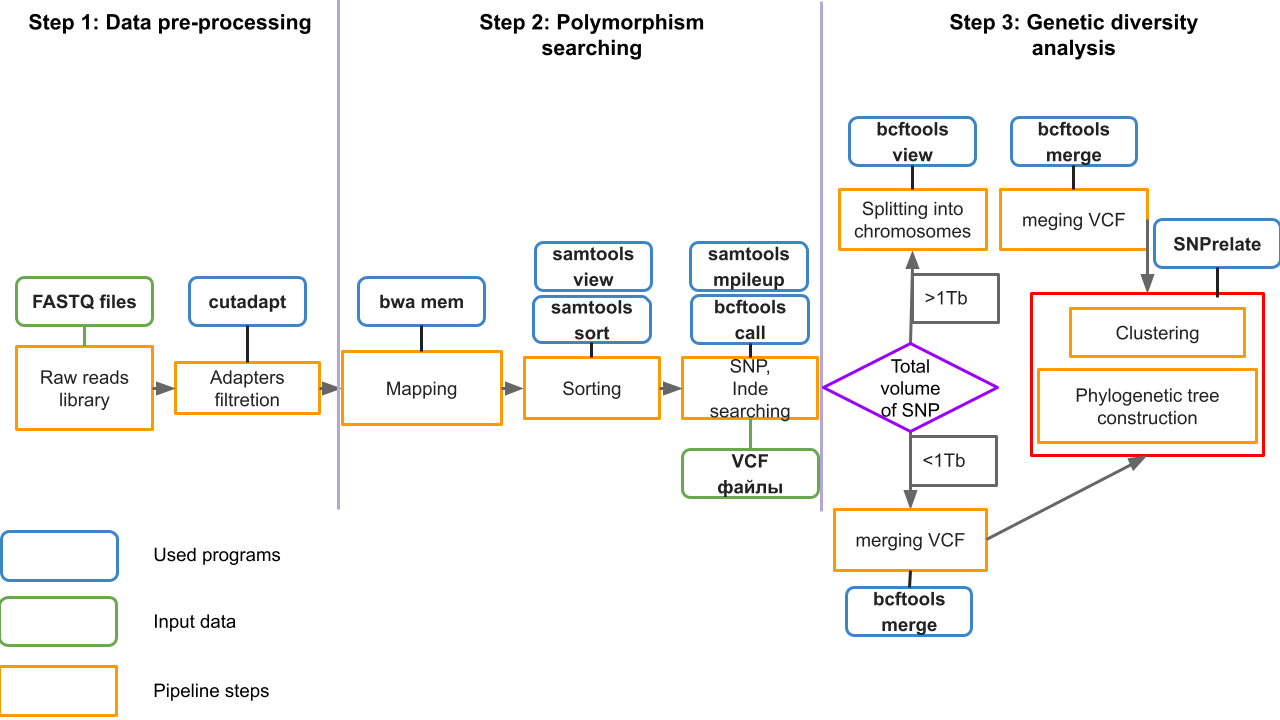 Step 1: Data pre-processing
Step 2: Polymorphism
searching
Step 3: Genetic diversity
analysis
FASTQ files
Raw reads
library
cutadapt
Adapters
filtretion
bwa mem
Mapping
samtools
view
samtools
sort
Sorting
samtools
mpileup
bcftools
call
SNP,
Inde
searching
VCF
файлы
bcftools
view
Splitting into
chromosomes
bcftools
merge
meging VCF
SNPrelate
>1Tb
Total
volume
of SNP
<1Tb
Clustering
Phylogenetic tree
construction
merging VCF
bcftools
merge
Used programs
Input data
Pipeline steps